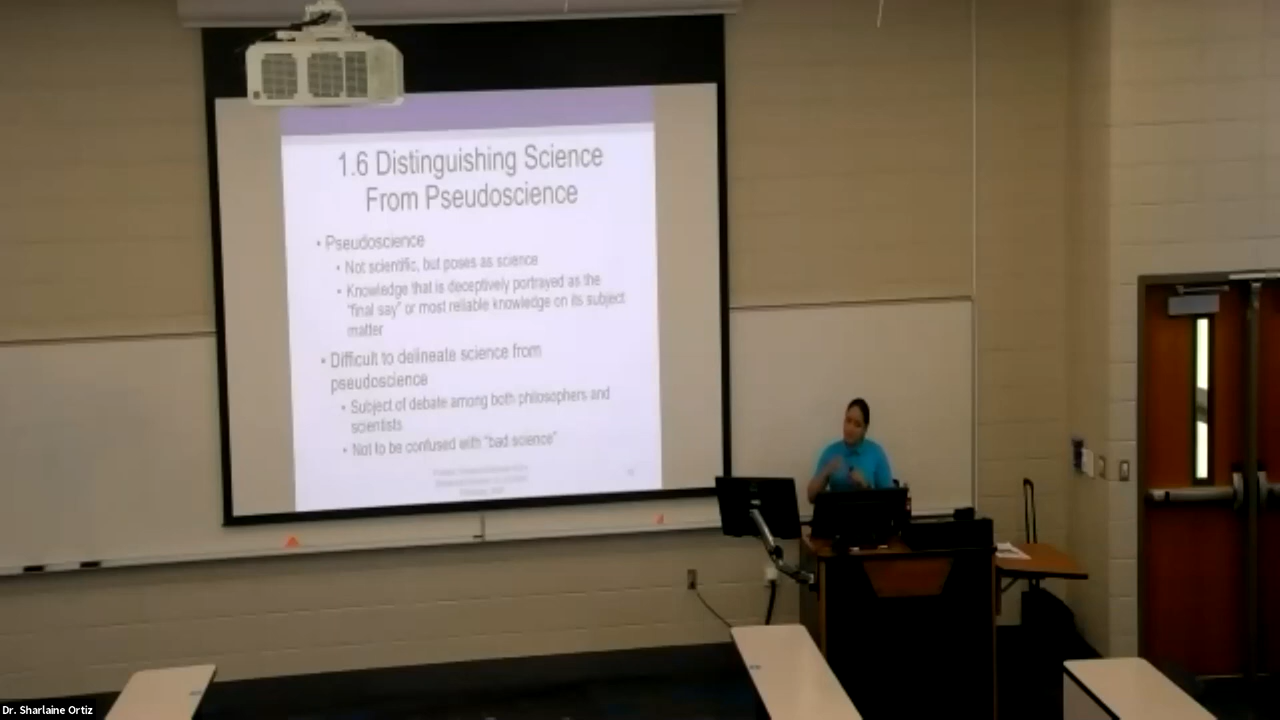 1.6 Distinguishing Science
From Pseudoscience
• Pseudoscience
• Not scientific, but poses as science
• Knowledge that is deceptively portrayed as the
"final say" or most reliable knowledge on its subject
matter
• Difficult to delineate science from
pseudoscience
• Subject of debate among both philosophers and
scientists
• Not to be confused with "bad science"
Dr. Sharlaine Ortiz